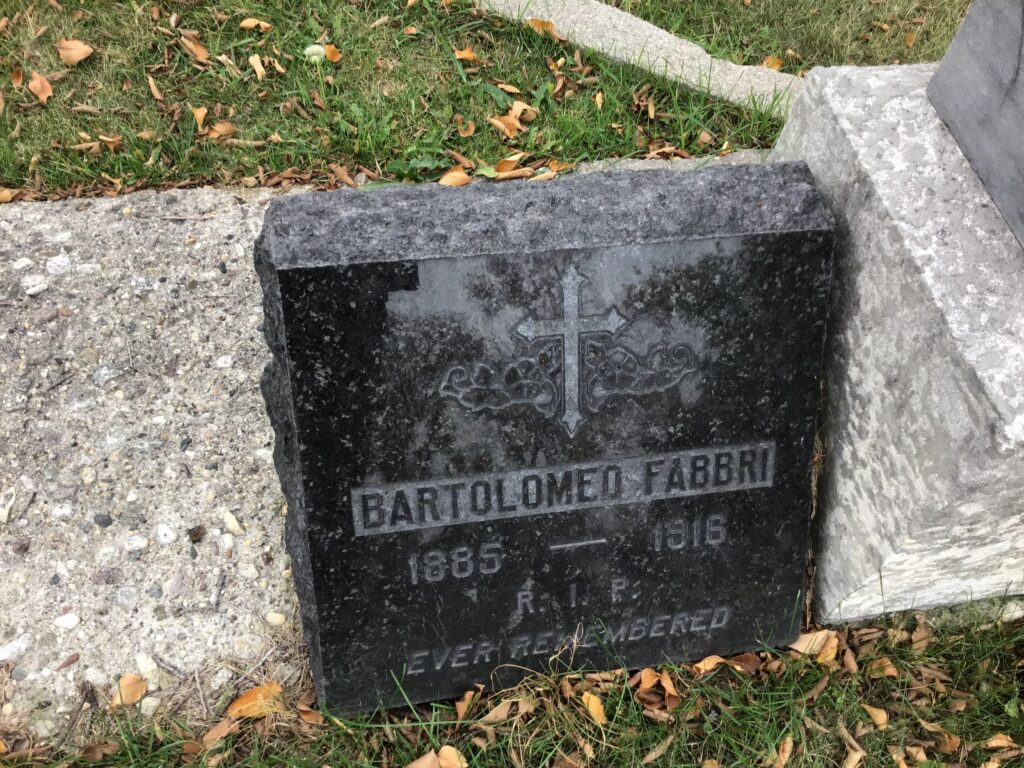 BARTOLOMEO FABBRI
1885 — 1916
R. I. P.
EVER REMEMBERED